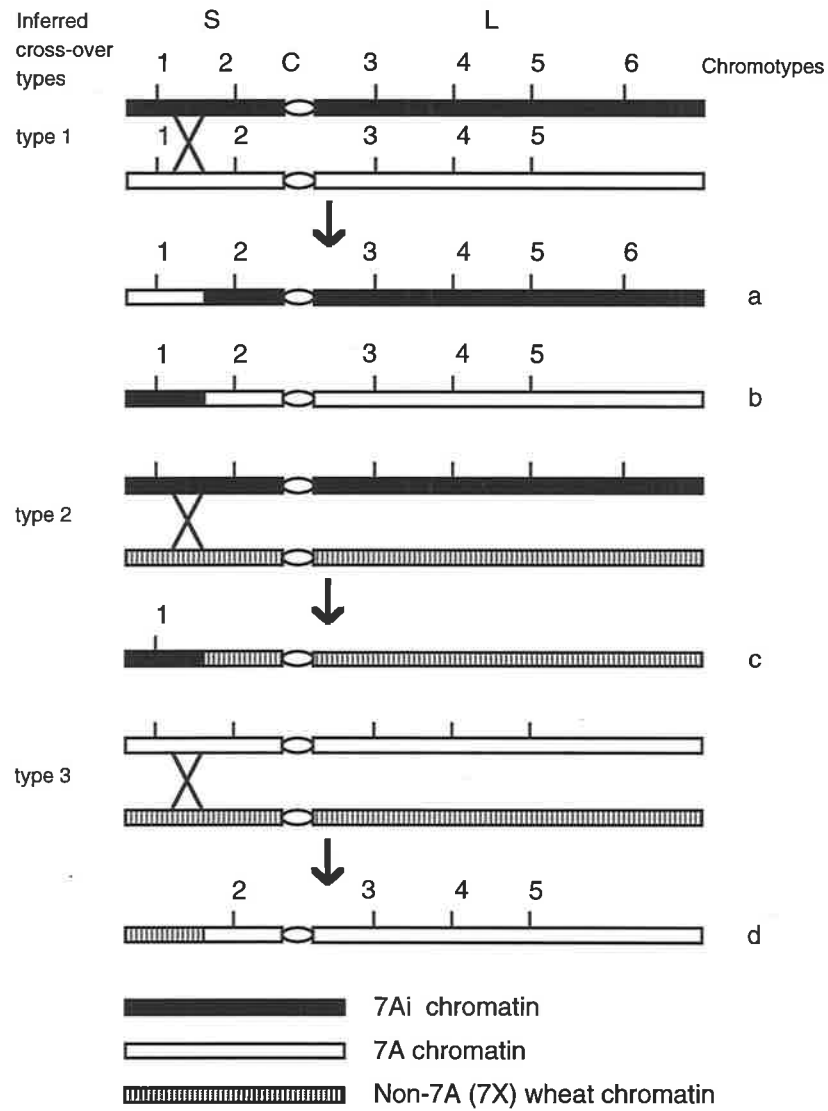 Inferred
cross-over
types
S L
1 2 C 3 4 5 6 Chromotypes
type 1 1 2 3 4 5
1 2 3 4 5 6
a
1 2 3 4 5
b
type 2
1
c
type 3
2 3 4 5
d
7Ai chromatin
7A chromatin
Non-7A (7X) wheat chromatin